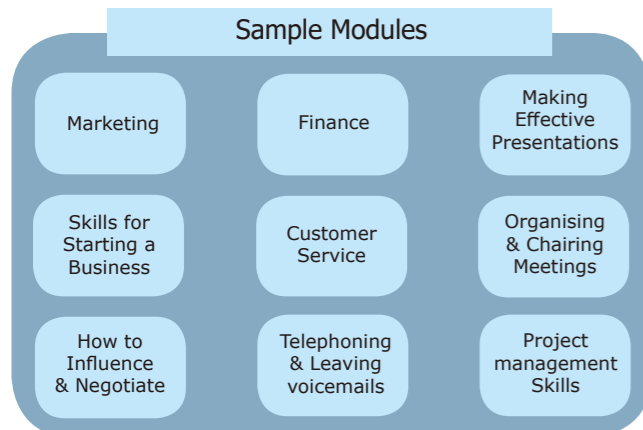 Sample Modules
Marketing
Finance
Making
Effective
Presentations
Skills for
Starting a
Business
Customer
Service
Organising
& Chairing
Meetings
How to
Influence
& Negotiate
Telephoning
& Leaving
voicemails
Project
management
Skills